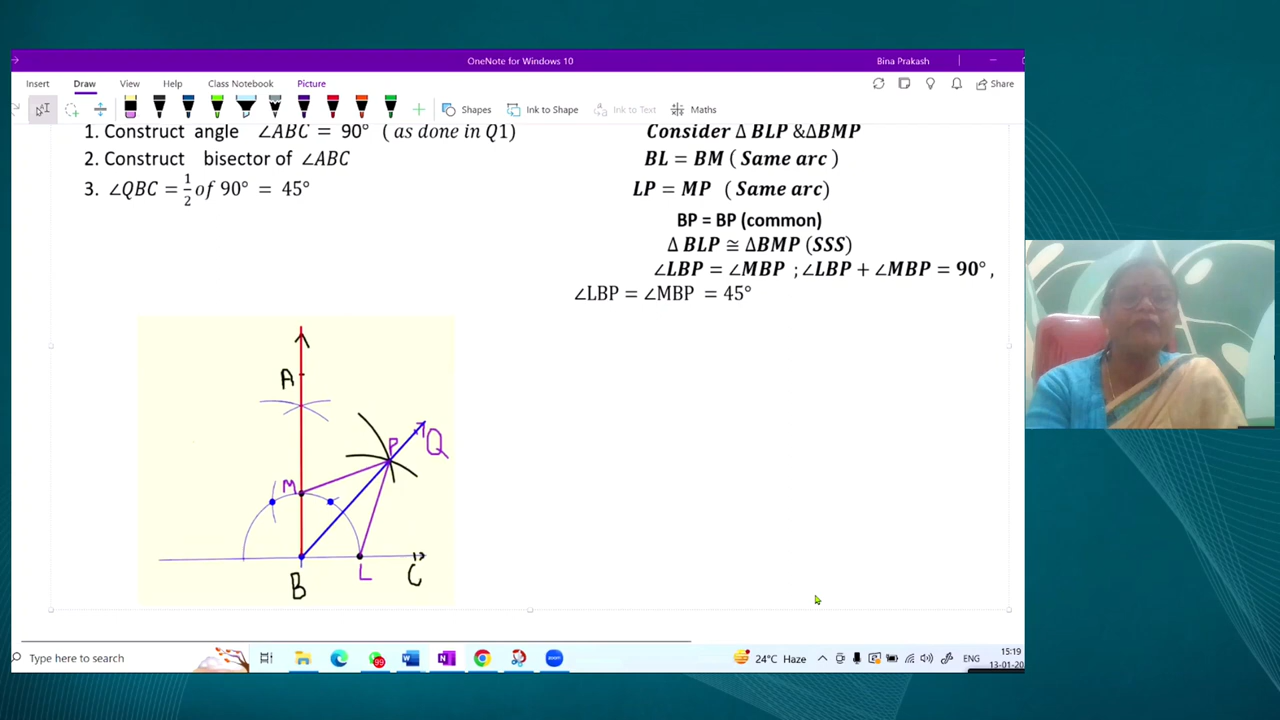 OneNote for Windows 10
Bina Prakash
Insert Draw View Help Class Notebook Picture
Share
Shapes Ink to Shape Ink to Text Maths
1. Construct angle ∠ABC = 90° ( as done in Q1)
2. Construct bisector of ∠ABC
3. ∠QBC = 1/2 of 90° = 45°
Consider Δ BLP &ΔBMP
BL = BM ( Same arc )
LP = MP ( Same arc)
BP = BP (common)
Δ BLP ≅ ΔBMP (SSS)
∠LBP = ∠MBP ; ∠LBP + ∠MBP = 90° ,
∠LBP = ∠MBP = 45°
A
P
Q
M
B
L
C
Type here to search
99
24°C Haze
ENG
15:19
13-01-20